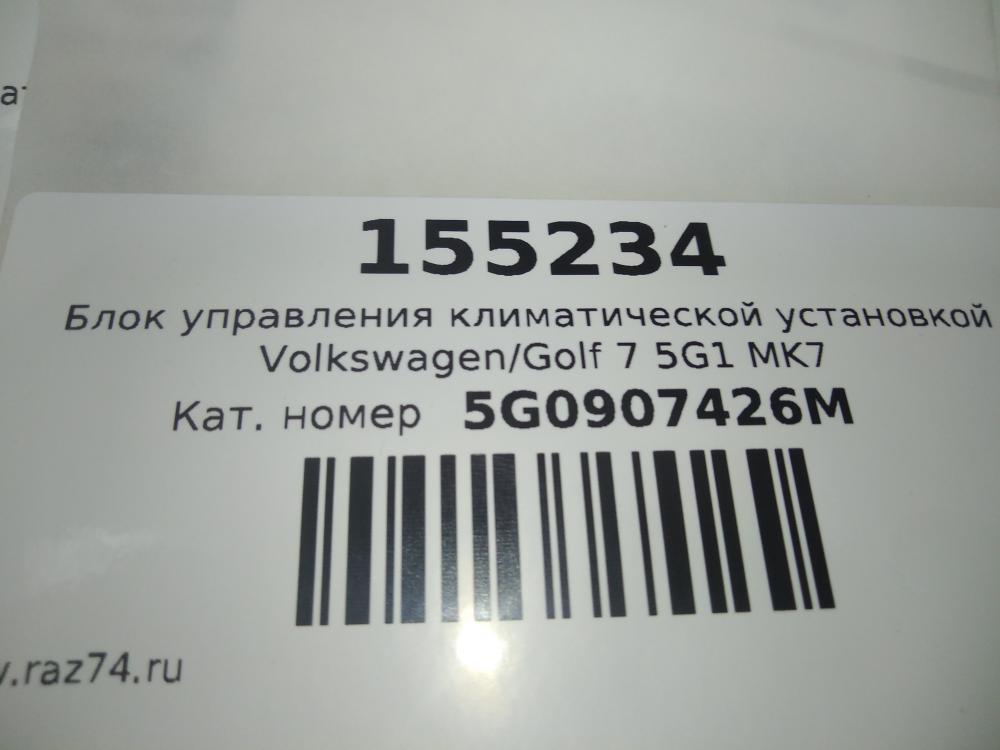 155234
Блок управления климатической установкой
Volkswagen/Golf 7 5G1 MK7
Кат. номер 5G0907426M
.raz74.ru